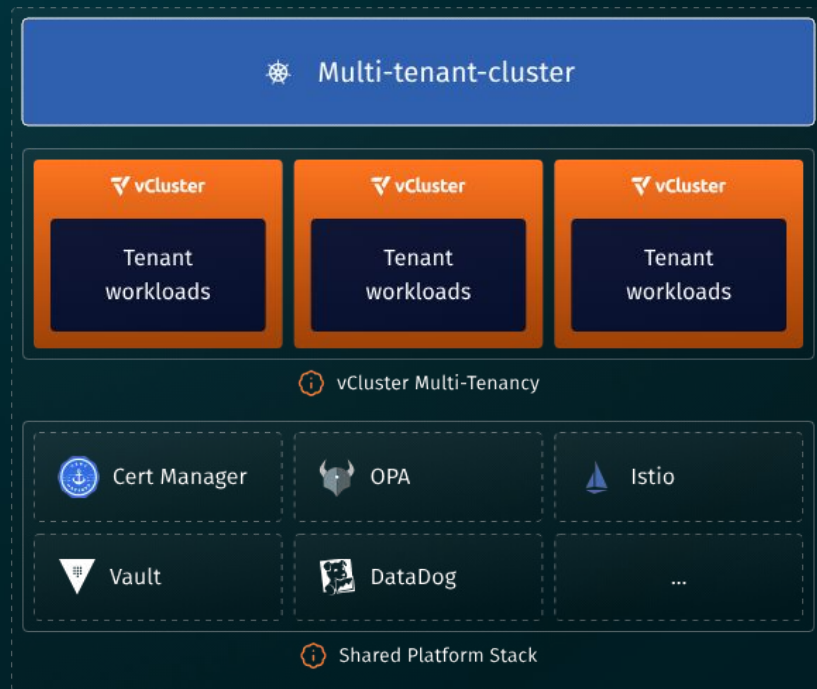 Multi-tenant-cluster
vCluster
vCluster
vCluster
Tenant
workloads
Tenant
workloads
Tenant
workloads
vCluster Multi-Tenancy
Cert Manager
OPA
Istio
Vault
DataDog
...
Shared Platform Stack